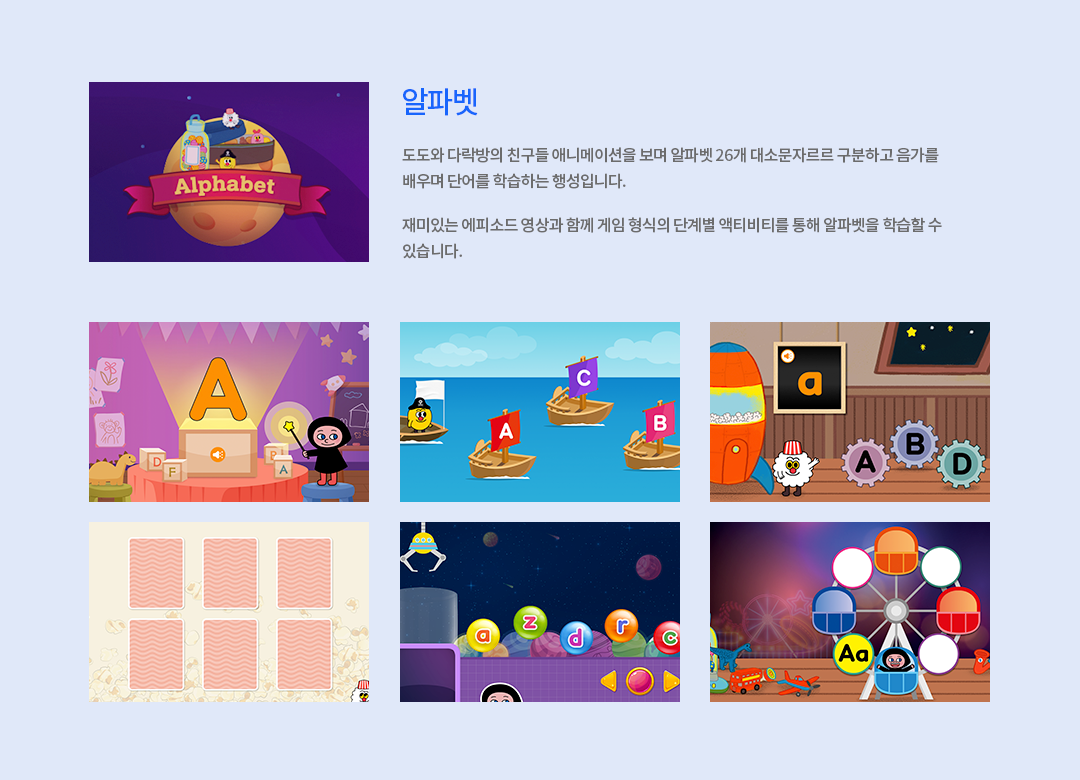 알파벳
Alphabet
도도와 다락방의 친구들 애니메이션을 보며 알파벳 26개 대소문자르르 구분하고 음가를
배우며 단어를 학습하는 행성입니다.
재미있는 에피소드 영상과 함께 게임 형식의 단계별 액티비티를 통해 알파벳을 학습할 수
있습니다.
A
D
F
B
A
C
A
B
a
A
B
D
a
z
d
r
c
Aa